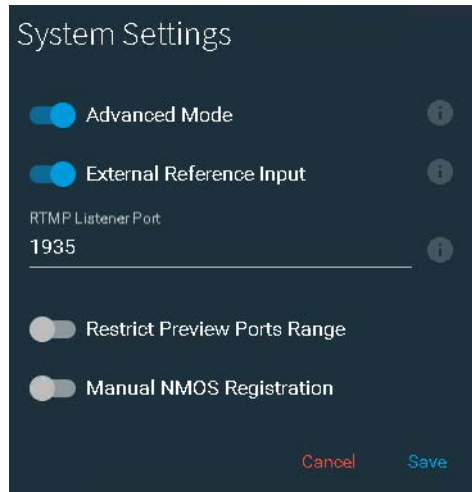 System Settings
Advanced Mode
External Reference Input
RTMP Listener Port
1935
Restrict Preview Ports Range
Manual NMOS Registration
Cancel Save